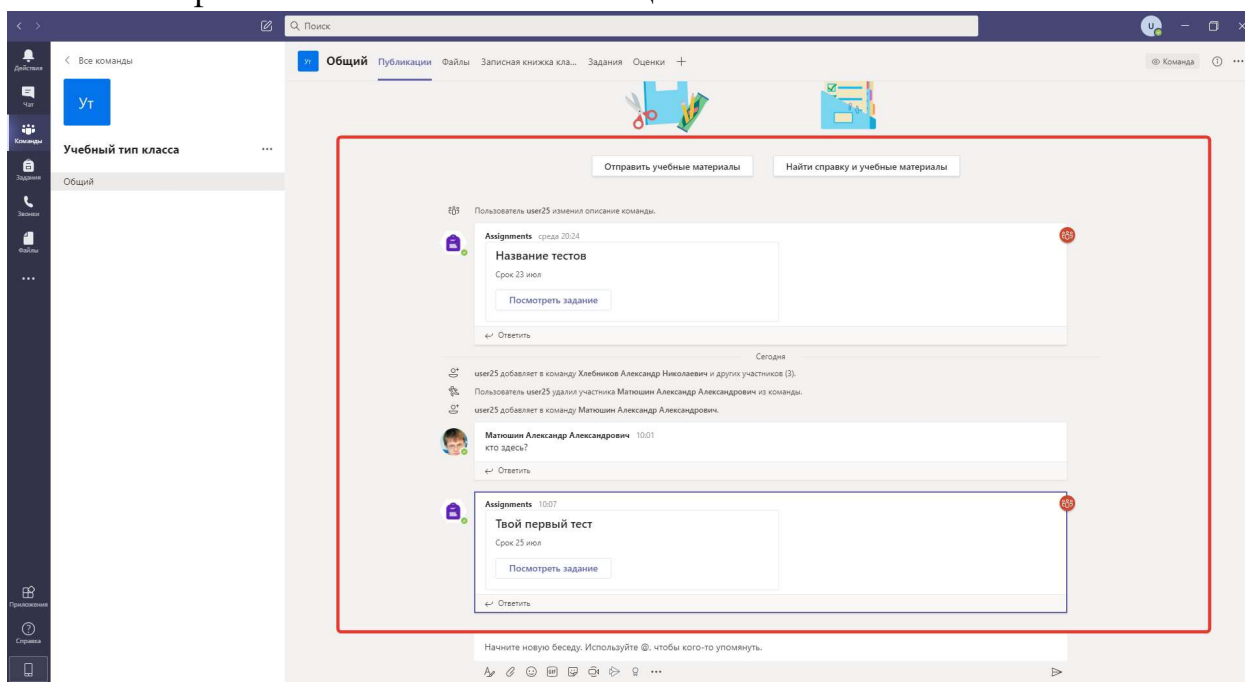 Поиск
U
Действия
Чат
Команды
Задания
Звонки
Файлы
Приложения
Справка
Все команды
Ут
Учебный тип класса
Общий
Ут Общий Публикации Файлы Записная книжка кла... Задания Оценки +
Команда
Отправить учебные материалы Найти справку и учебные материалы
Пользователь user25 изменил описание команды.
Assignments среда 20:24
Название тестов
Срок 23 июл
Посмотреть задание
Ответить
Сегодня
user25 добавляет в команду Хлебников Александр Николаевич и других участников (3).
Пользователь user25 удалил участника Матюшин Александр Александрович из команды.
user25 добавляет в команду Матюшин Александр Александрович.
Матюшин Александр Александрович 10:01
кто здесь?
Ответить
Assignments 10:07
Твой первый тест
Срок 25 июл
Посмотреть задание
Ответить
Начните новую беседу. Используйте @, чтобы кого-то упомянуть.
GIF